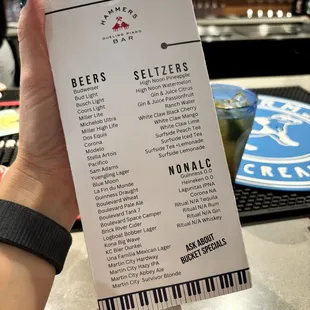 HAMMERS
DUELING PIANO
BAR
BEERS
Budweiser
Bud Light
Busch Light
Coors Light
Miller Lite
Michelob Ultra
Miller High Life
Dos Equis
Corona
Modelo
Stella Artois
Pacifico
Sam Adams
Yuengling Lager
Blue Moon
La Fin du Monde
Guinness Draught
Boulevard Wheat
Boulevard Pale Ale
Boulevard Tank 7
Boulevard Space Camper
Brick River Cider
Logboat Bobber Lager
Kona Big Wave
KC Bier Dunkel
Martin City Hardway
Martin City Hazy IPA
Martin City Abbey Ale
Martin City Survivor Blonde
SELTZERS
High Noon Pineapple
High Noon Watermelon
Gin & Juice Citrus
Gin & Juice Passionfruit
Ranch Water
White Claw Black Cherry
White Claw Mango
White Claw Lime
Surfside Peach Tea
Surfside Iced Tea
Surfside Tea +Lemonade
Surfside Lemonade
NONALC
Guinness 0.0
Heineken 0.0
Lagunitas IPNA
Corona NA
Ritual N/A Tequila
Ritual N/A Rum
Ritual N/A Gin
Ritual N/A Whiskey
ASK ABOUT
BUCKET SPECIALS
CREA